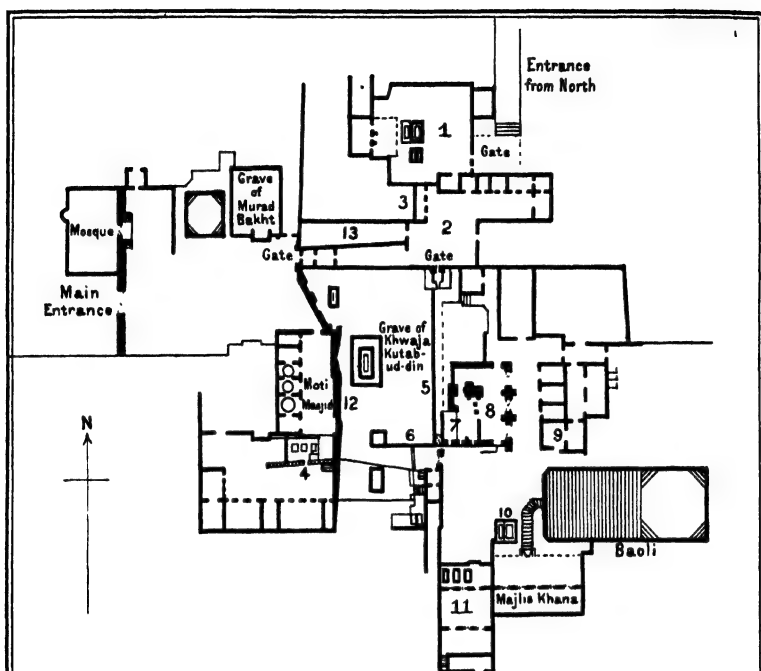 Entrance
from North
1
Gate
Grave
of
Murad
Bakht
3
2
13
Mosque
Gate
Gate
Main
Entrance
Grave of
Khwaja
Kutab-
ud-din
5
Moti
Masjid
12
8
7
6
9
N
4
10
Baoli
Majlis Khana
11